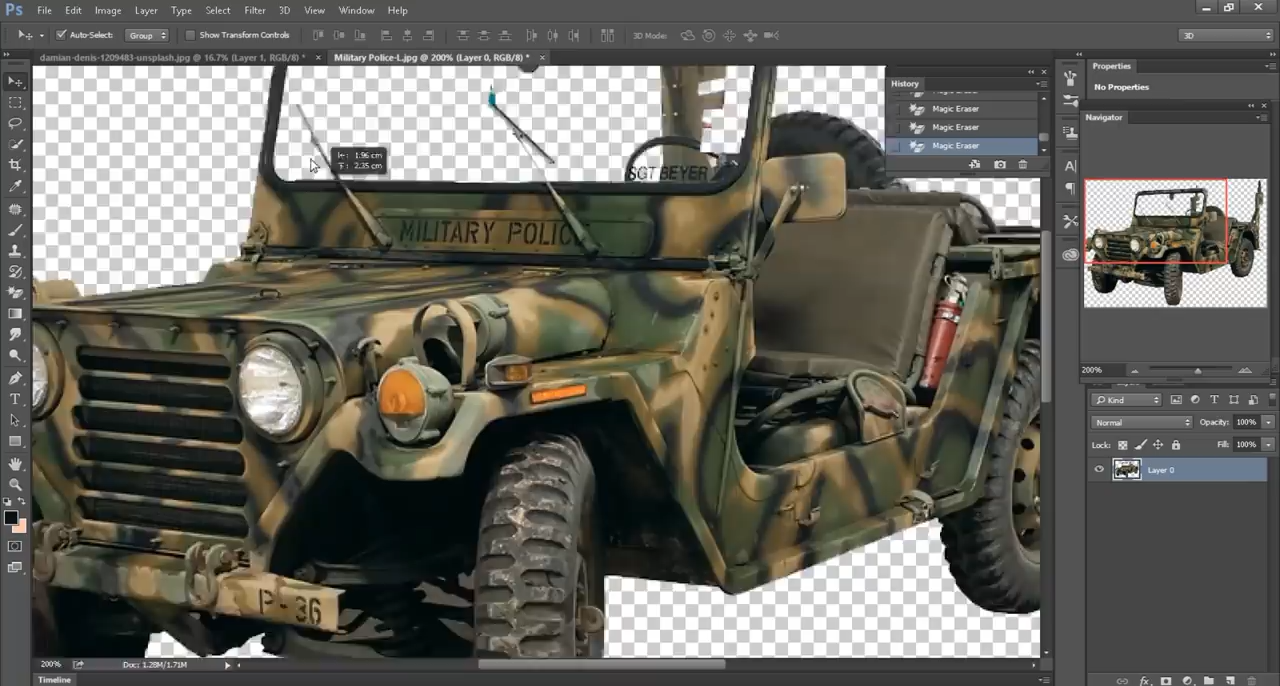 Ps File Edit Image Layer Type Select Filter 3D View Window Help
Auto-Select: Group Show Transform Controls 3D Mode: 3D
damian-denis-1209483-unsplash.jpg @ 16.7% (Layer 1, RGB/8) * × Military Police-L.jpg @ 200% (Layer 0, RGB/8) * ×
Properties
No Properties
History
Magic Eraser
Magic Eraser
Magic Eraser
Navigator
1.96 cm
2.35 cm
SGT BEYER
MILITARY POLIC
P-36
200%
Kind
Normal Opacity: 100%
Lock: Fill: 100%
Layer 0
200% Doc: 1.28M/1.71M
Timeline